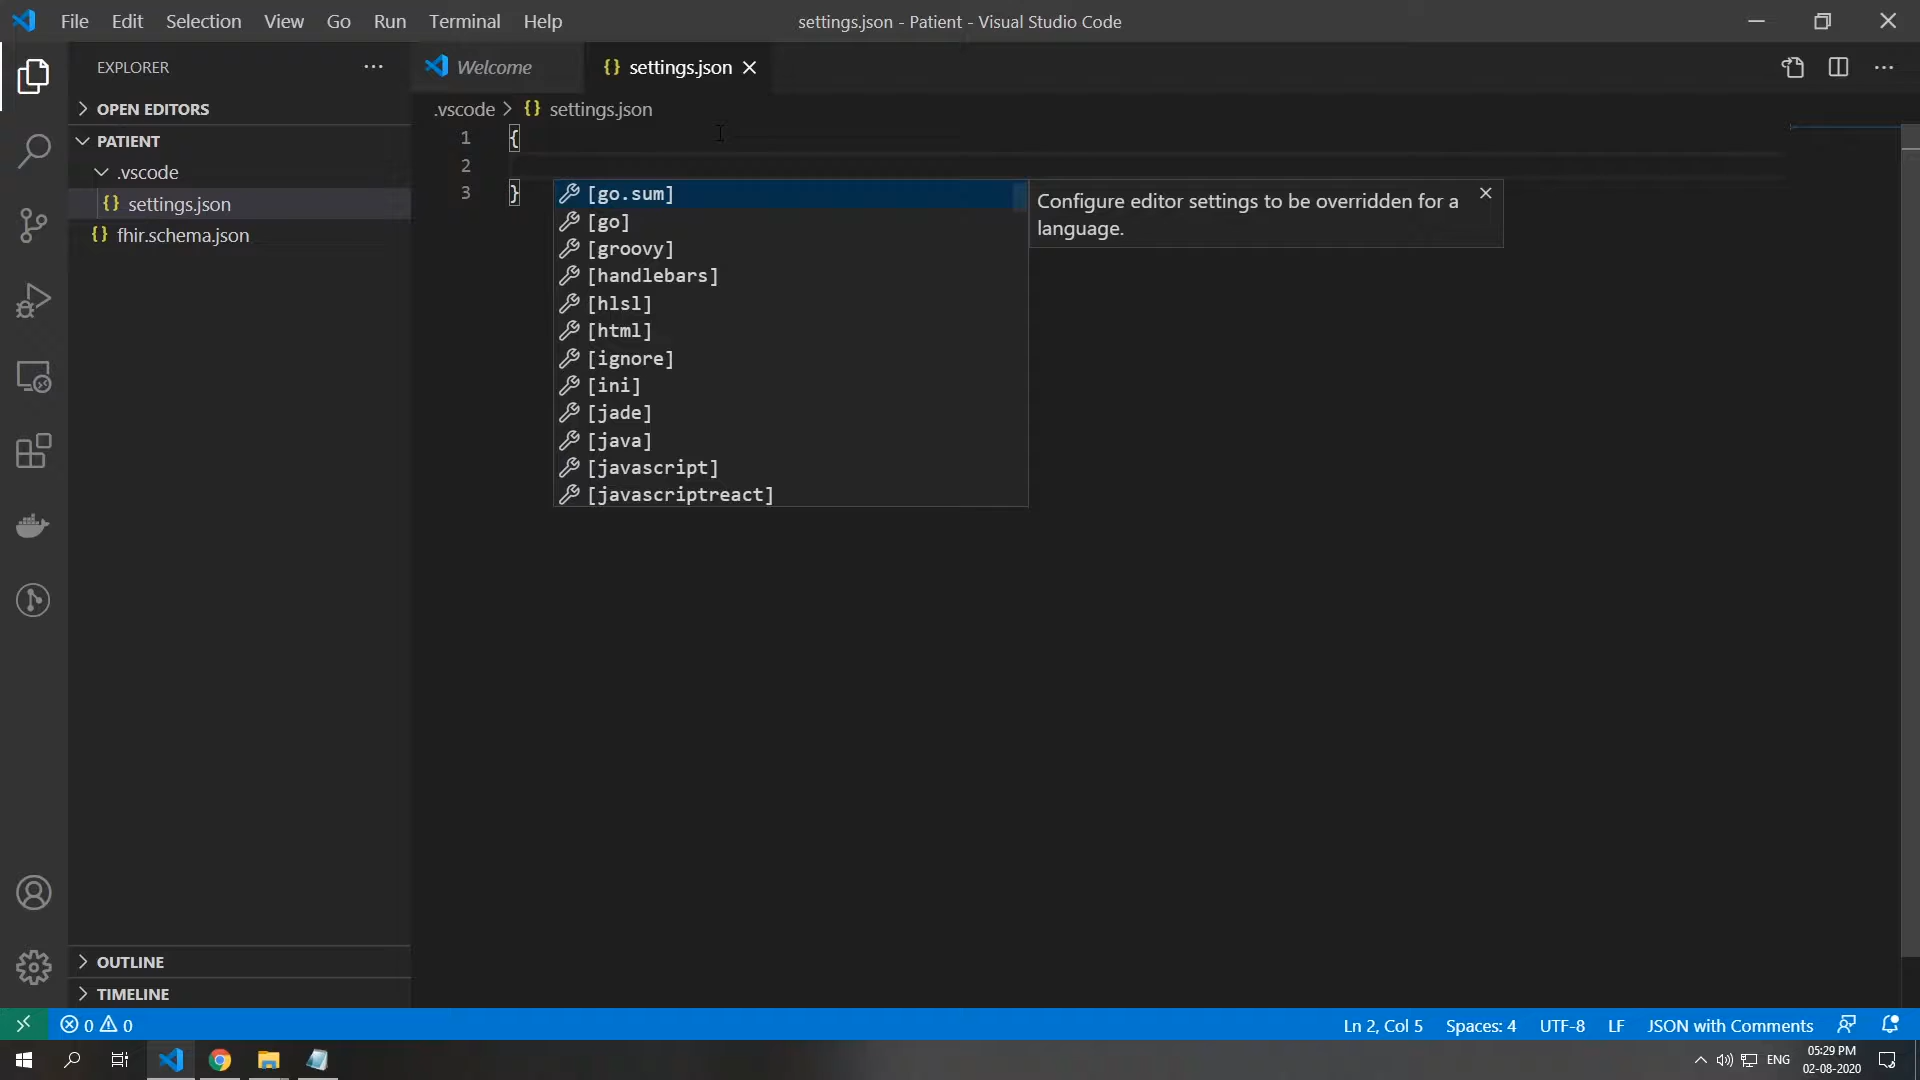 File Edit Selection View Go Run Terminal Help
settings.json - Patient - Visual Studio Code
EXPLORER
OPEN EDITORS
PATIENT
.vscode
settings.json
fhir.schema.json
OUTLINE
TIMELINE
Welcome
settings.json
.vscode > {} settings.json
1 {
2
3 }
[go.sum]
[go]
[groovy]
[handlebars]
[hlsl]
[html]
[ignore]
[ini]
[jade]
[java]
[javascript]
[javascriptreact]
Configure editor settings to be overridden for a
language.
0 0
Ln 2, Col 5 Spaces: 4 UTF-8 LF JSON with Comments
ENG
05:29 PM
02-08-2020